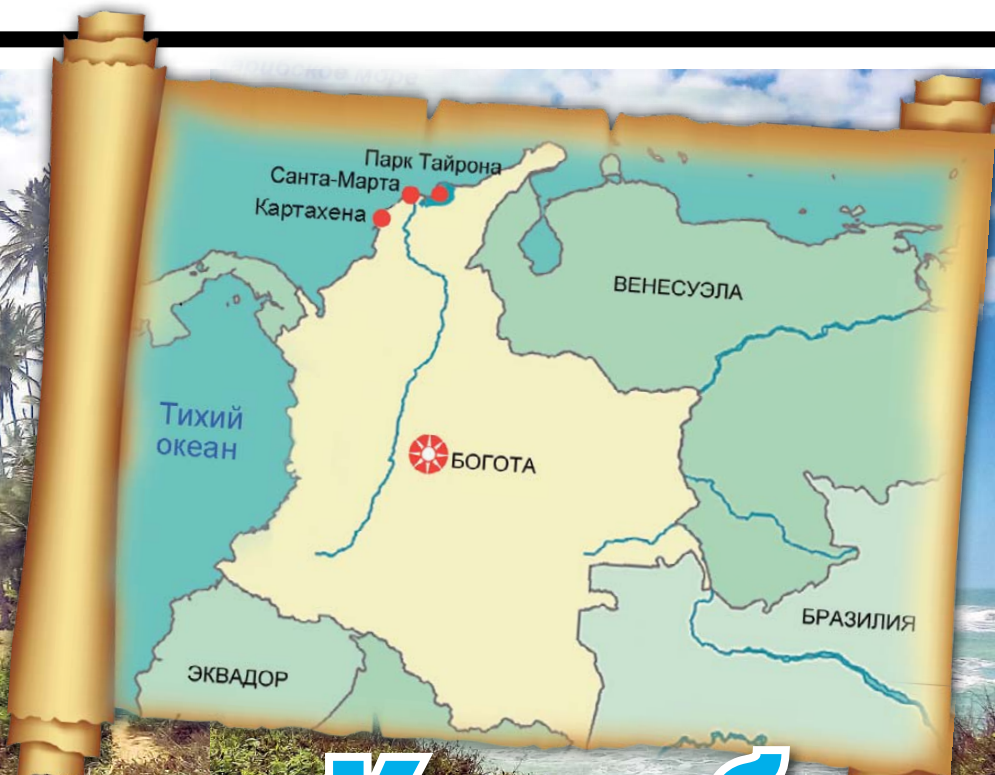 Парк Тайрона
Санта-Марта
Картахена
ВЕНЕСУЭЛА
Тихий
океан
БОГОТА
БРАЗИЛИЯ
ЭКВАДОР